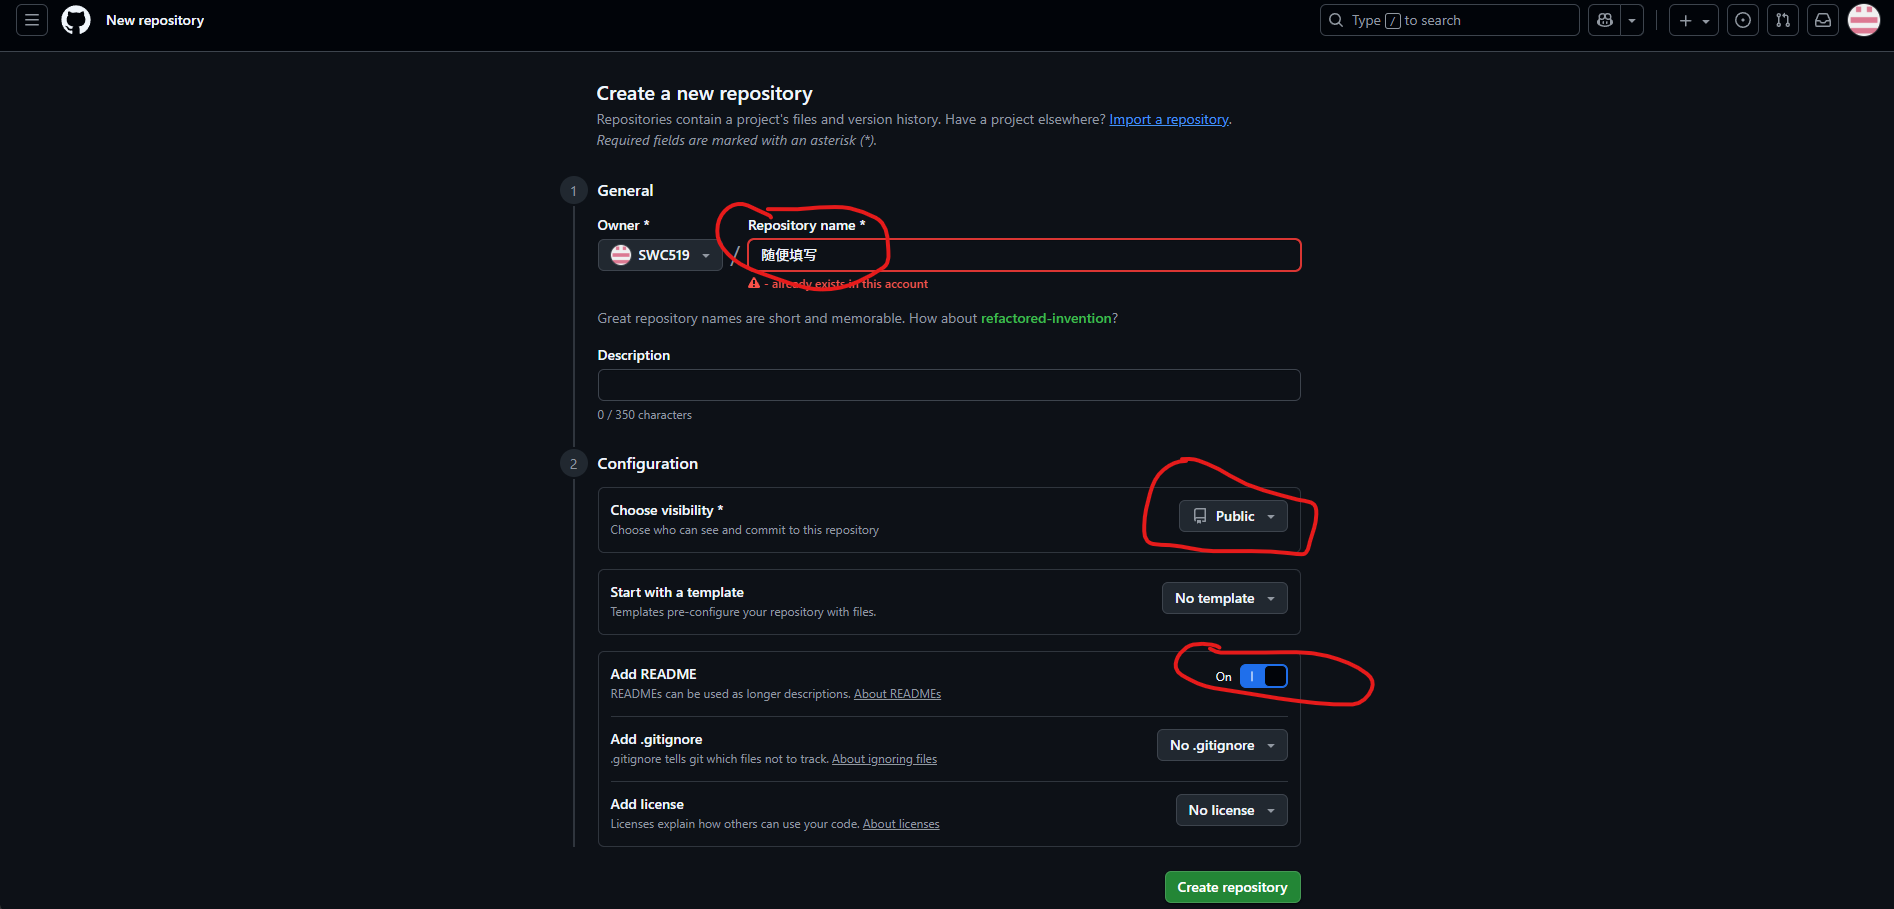 New repository
Type / to search
Create a new repository
Repositories contain a project's files and version history. Have a project elsewhere? Import a repository.
Required fields are marked with an asterisk (*).
1 General
Owner * Repository name *
SWC519 / 随便填写
- already exists in this account
Great repository names are short and memorable. How about refactored-invention?
Description
0 / 350 characters
2 Configuration
Choose visibility *
Choose who can see and commit to this repository
Public
Start with a template
Templates pre-configure your repository with files.
No template
Add README
READMEs can be used as longer descriptions. About READMEs
On
Add .gitignore
.gitignore tells git which files not to track. About ignoring files
No .gitignore
Add license
Licenses explain how others can use your code. About licenses
No license
Create repository